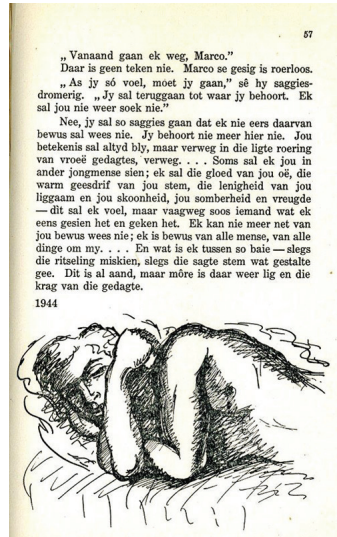 57
„ Vanaand gaan ek weg, Marco.”
Daar is geen teken nie. Marco se gesig is roerloos.
„ As jy só voel, moet jy gaan,” sê hy saggies-
dromerig. „ Jy sal teruggaan tot waar jy behoort. Ek
sal jou nie weer soek nie.”
Nee, jy sal so saggies gaan dat ek nie eers daarvan
bewus sal wees nie. Jy behoort nie meer hier nie. Jou
betekenis sal altyd bly, maar verweg in die ligte roering
van vroeë gedagtes, verweg. . . . Soms sal ek jou in
ander jongmense sien; ek sal die gloed van jou oë, die
warm geesdrif van jou stem, die lenigheid van jou
liggaam en jou skoonheid, jou somberheid en vreugde
— dit sal ek voel, maar vaagweg soos iemand wat ek
eens gesien het en geken het. Ek kan nie meer net van
jou bewus wees nie; ek is bewus van alle mense, van alle
dinge om my. . . . En wat is ek tussen so baie — slegs
die ritseling miskien, slegs die sagte stem wat gestalte
gee. Dit is al aand, maar môre is daar weer lig en die
krag van die gedagte.
1944